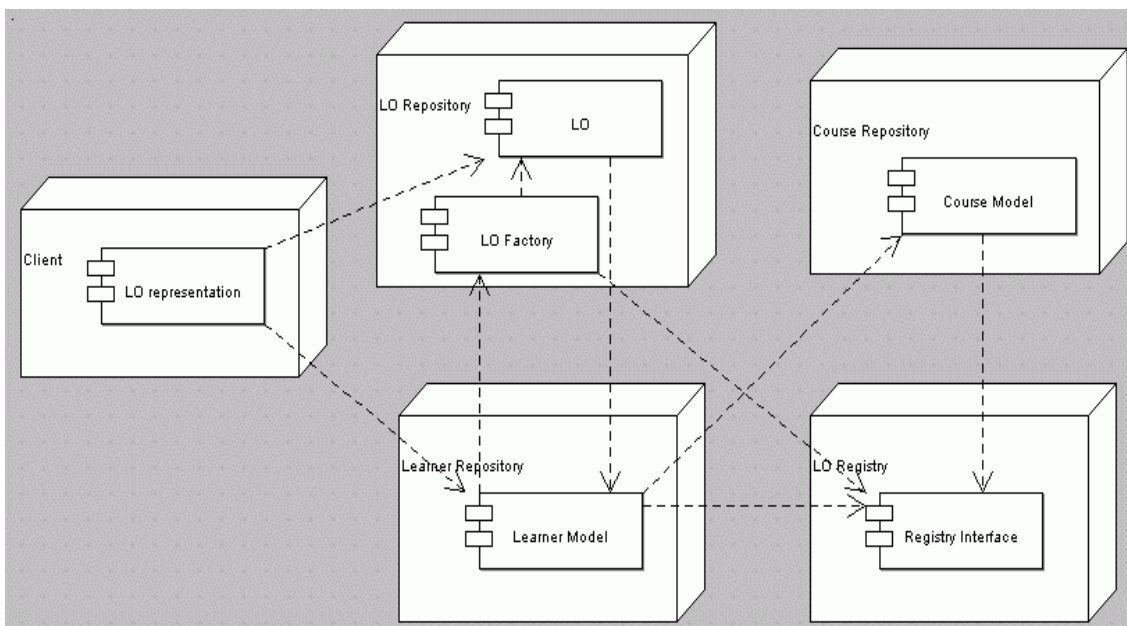 LO Repository
LO
LO Factory
Course Repository
Course Model
Client
LO representation
Learner Repository
Learner Model
LO Registry
Registry Interface